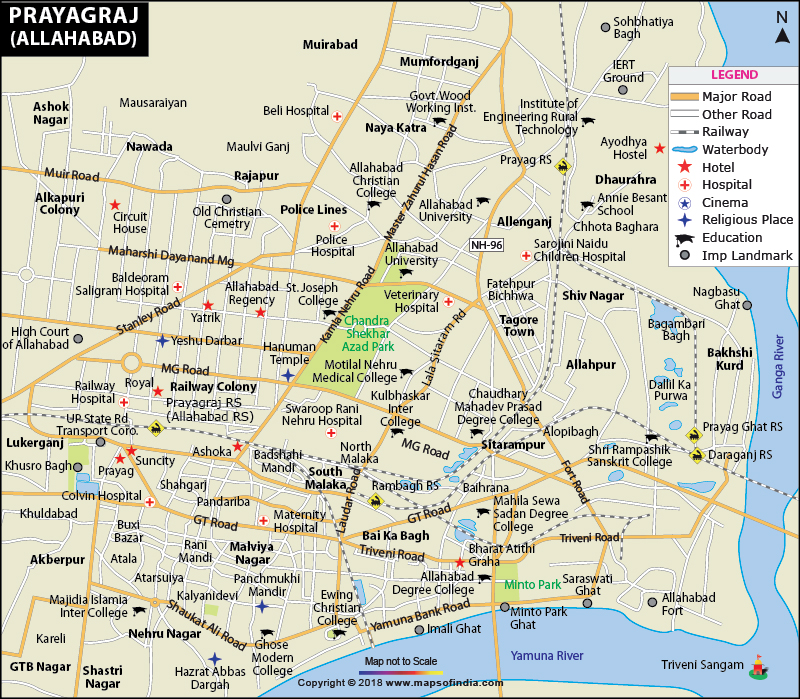 PRAYAGRAJ
(ALLAHABAD)
N
Muirabad
Mumfordganj
Sohbhatiya
Bagh
IERT
Ground
LEGEND
Major Road
Other Road
Railway
Waterbody
Hotel
Hospital
Cinema
Religious Place
Education
Imp Landmark
Ashok
Nagar
Mausaraiyan
Beli Hospital
Govt.Wood
Working Inst.
Institute of
Engineering Rural
Technology
Naya Katra
Nawada
Maulvi Ganj
Ayodhya
Hostel
Prayag RS
Muir Road
Rajapur
Allahabad
Christian
College
Master Zahurul Hasan Road
Dhaurahra
Alkapuri
Colony
Circuit
House
Old Christian
Cemetry
Police Lines
Allahabad
University
Annie Besant
School
Allenganj
Chhota Baghara
Police
Hospital
NH-96
Sarojini Naidu
Children Hospital
Maharshi Dayanand Mg
Allahabad
University
Baldeoram
Saligram Hospital
Allahabad
Regency
St. Joseph
College
Kamla Nehru Road
Veterinary
Hospital
Fatehpur
Bichhwa
Shiv Nagar
Nagbasu
Ghat
Stanley Road
Yatrik
Chandra
Shekhar
Azad Park
Lala Sitaram Rd
Tagore
Town
Bagambari
Bagh
High Court
of Allahabad
Yeshu Darbar
Hanuman
Temple
Motilal Nehru
Medical College
Allahpur
Bakhshi
Kurd
Ganga River
MG Road
Railway
Hospital
Royal
Railway Colony
Prayagraj RS
(Allahabad RS)
Kulbhaskar
Inter
College
Chaudhary
Mahadev Prasad
Degree College
Dallil Ka
Purwa
Swaroop Rani
Nehru Hospital
UP State Rd
Transport Coro.
Alopibagh
Prayag Ghat RS
Lukerganj
Ashoka
North
Malaka
MG Road
Sitarampur
Shri Rampashik
Sanskrit College
Daraganj RS
Khusro Bagh
Suncity
Prayag
Badshahi
Mandi
South
Malaka
Rambagh RS
Baihrana
Fort Road
Shahganj
Colvin Hospital
Pandariba
Laudar Road
Mahila Sewa
Sadan Degree
College
Khuldabad
GT Road
Maternity
Hospital
GT Road
Buxi
Bazar
Bai Ka Bagh
Triveni Road
Akberpur
Atala
Rani
Mandi
Malviya
Nagar
Triveni Road
Bharat Atithi
Graha
Atarsuiya
Panchmukhi
Mandir
Allahabad
Degree College
Minto Park
Saraswati
Ghat
Kalyanidevi
Majidia Islamia
Inter College
Ewing
Christian
College
Allahabad
Fort
Shaukat Ali Road
Yamuna Bank Road
Minto Park
Ghat
Kareli
Nehru Nagar
Imali Ghat
Ghose
Modern
College
Yamuna River
GTB Nagar
Shastri
Nagar
Hazrat Abbas
Dargah
Map not to Scale
Triveni Sangam
Copyright © 2018 www.mapsofindia.com